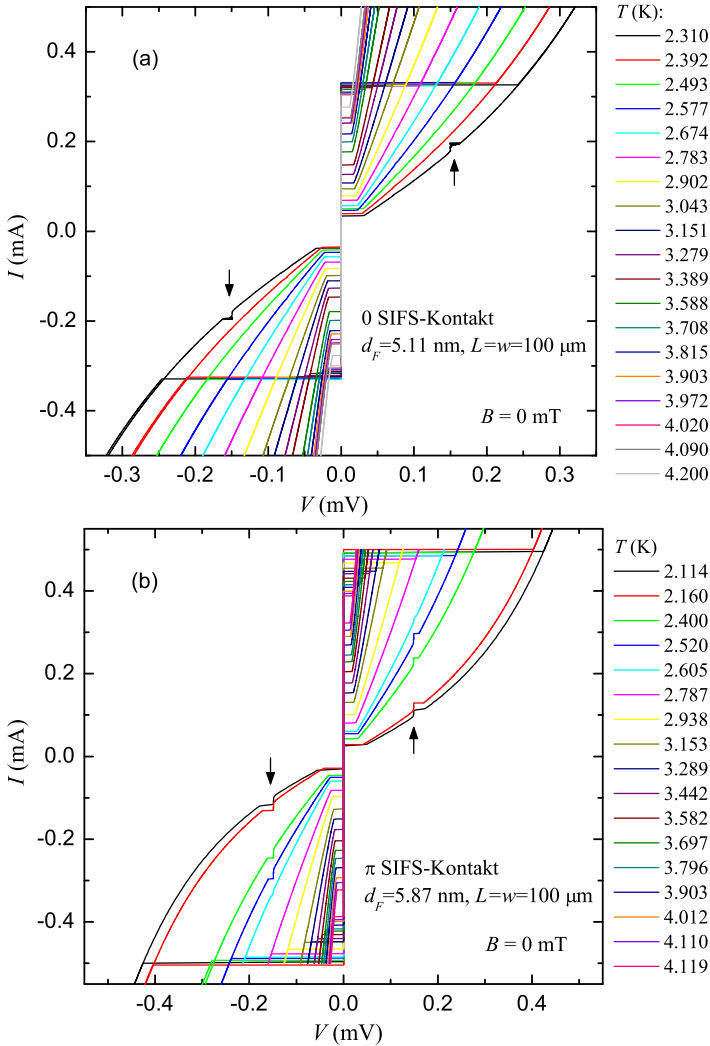 (a)
I (mA)
0.4
0.2
0.0
-0.2
-0.4
0 SIFS-Kontakt
d_F=5.11 nm, L=w=100 μm
B = 0 mT
-0.3 -0.2 -0.1 0.0 0.1 0.2 0.3
V (mV)
T (K):
2.310
2.392
2.493
2.577
2.674
2.783
2.902
3.043
3.151
3.279
3.389
3.588
3.708
3.815
3.903
3.972
4.020
4.090
4.200
(b)
I (mA)
0.4
0.2
0.0
-0.2
-0.4
π SIFS-Kontakt
d_F=5.87 nm, L=w=100 μm
B = 0 mT
-0.4 -0.2 0.0 0.2 0.4
V (mV)
T (K)
2.114
2.160
2.400
2.520
2.605
2.787
2.938
3.153
3.289
3.442
3.582
3.697
3.796
3.903
4.012
4.110
4.119